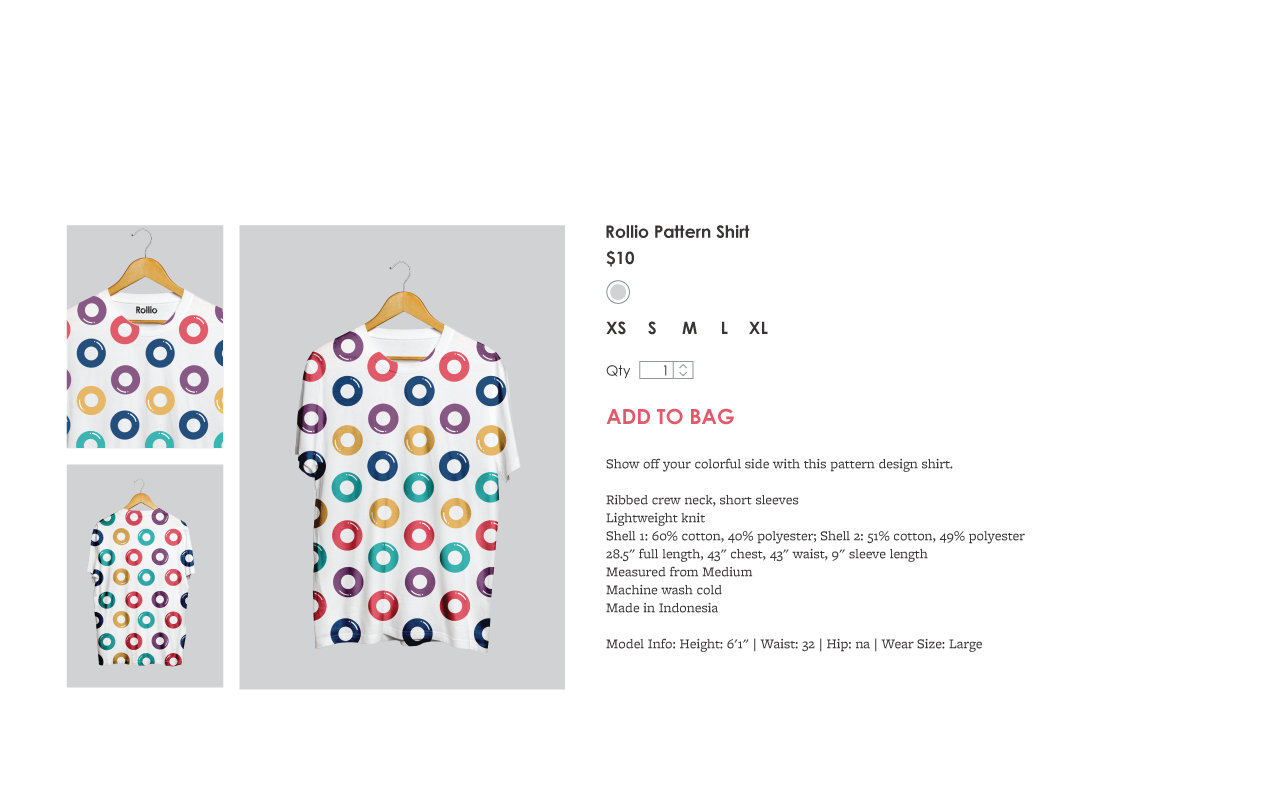 Rollio
Rollio Pattern Shirt
$10
XS S M L XL
Qty 1
ADD TO BAG
Show off your colorful side with this pattern design shirt.
Ribbed crew neck, short sleeves
Lightweight knit
Shell 1: 60% cotton, 40% polyester; Shell 2: 51% cotton, 49% polyester
28.5" full length, 43" chest, 43" waist, 9" sleeve length
Measured from Medium
Machine wash cold
Made in Indonesia
Model Info: Height: 6'1" | Waist: 32 | Hip: na | Wear Size: Large